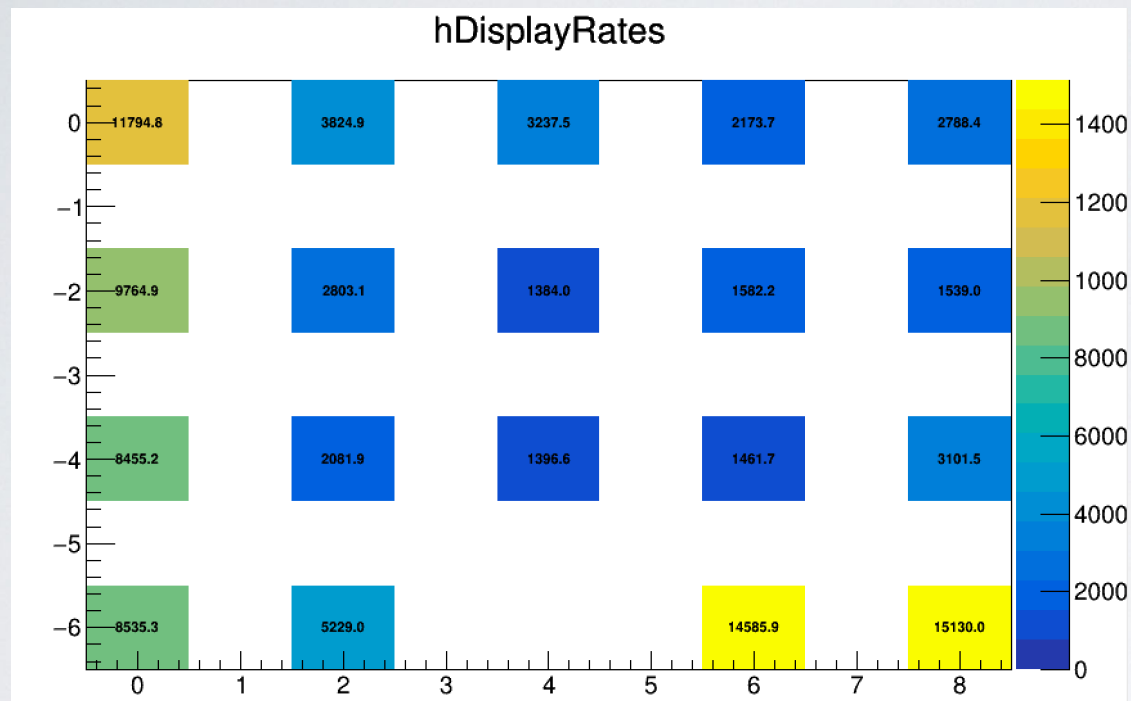 hDisplayRates
0 11794.8 3824.9 3237.5 2173.7 2788.4 1400
−1 1200
−2 9764.9 2803.1 1384.0 1582.2 1539.0 1000
−3 8000
−4 8455.2 2081.9 1396.6 1461.7 3101.5 6000
−5 4000
−6 8535.3 5229.0 14585.9 15130.0 2000
0
0 1 2 3 4 5 6 7 8